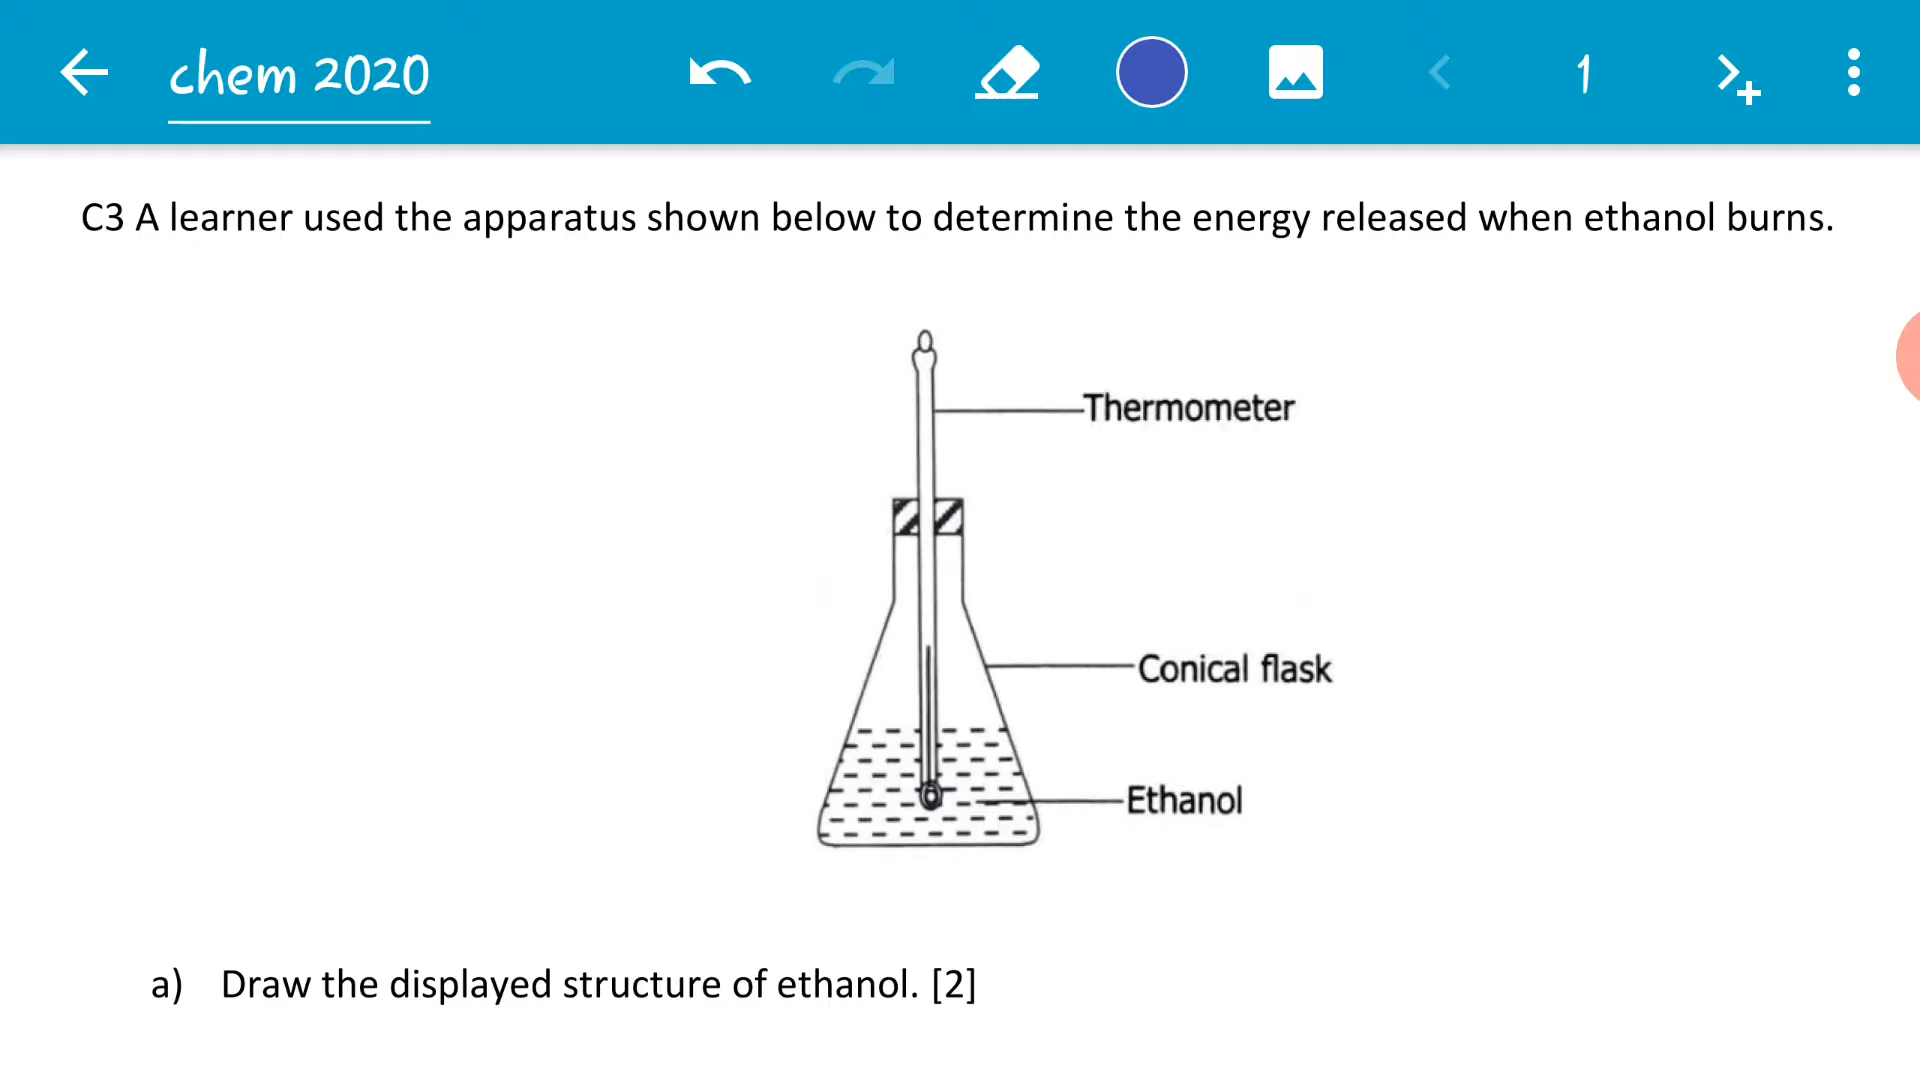 chem 2020
1
C3 A learner used the apparatus shown below to determine the energy released when ethanol burns.
Thermometer
Conical flask
Ethanol
a) Draw the displayed structure of ethanol. [2]